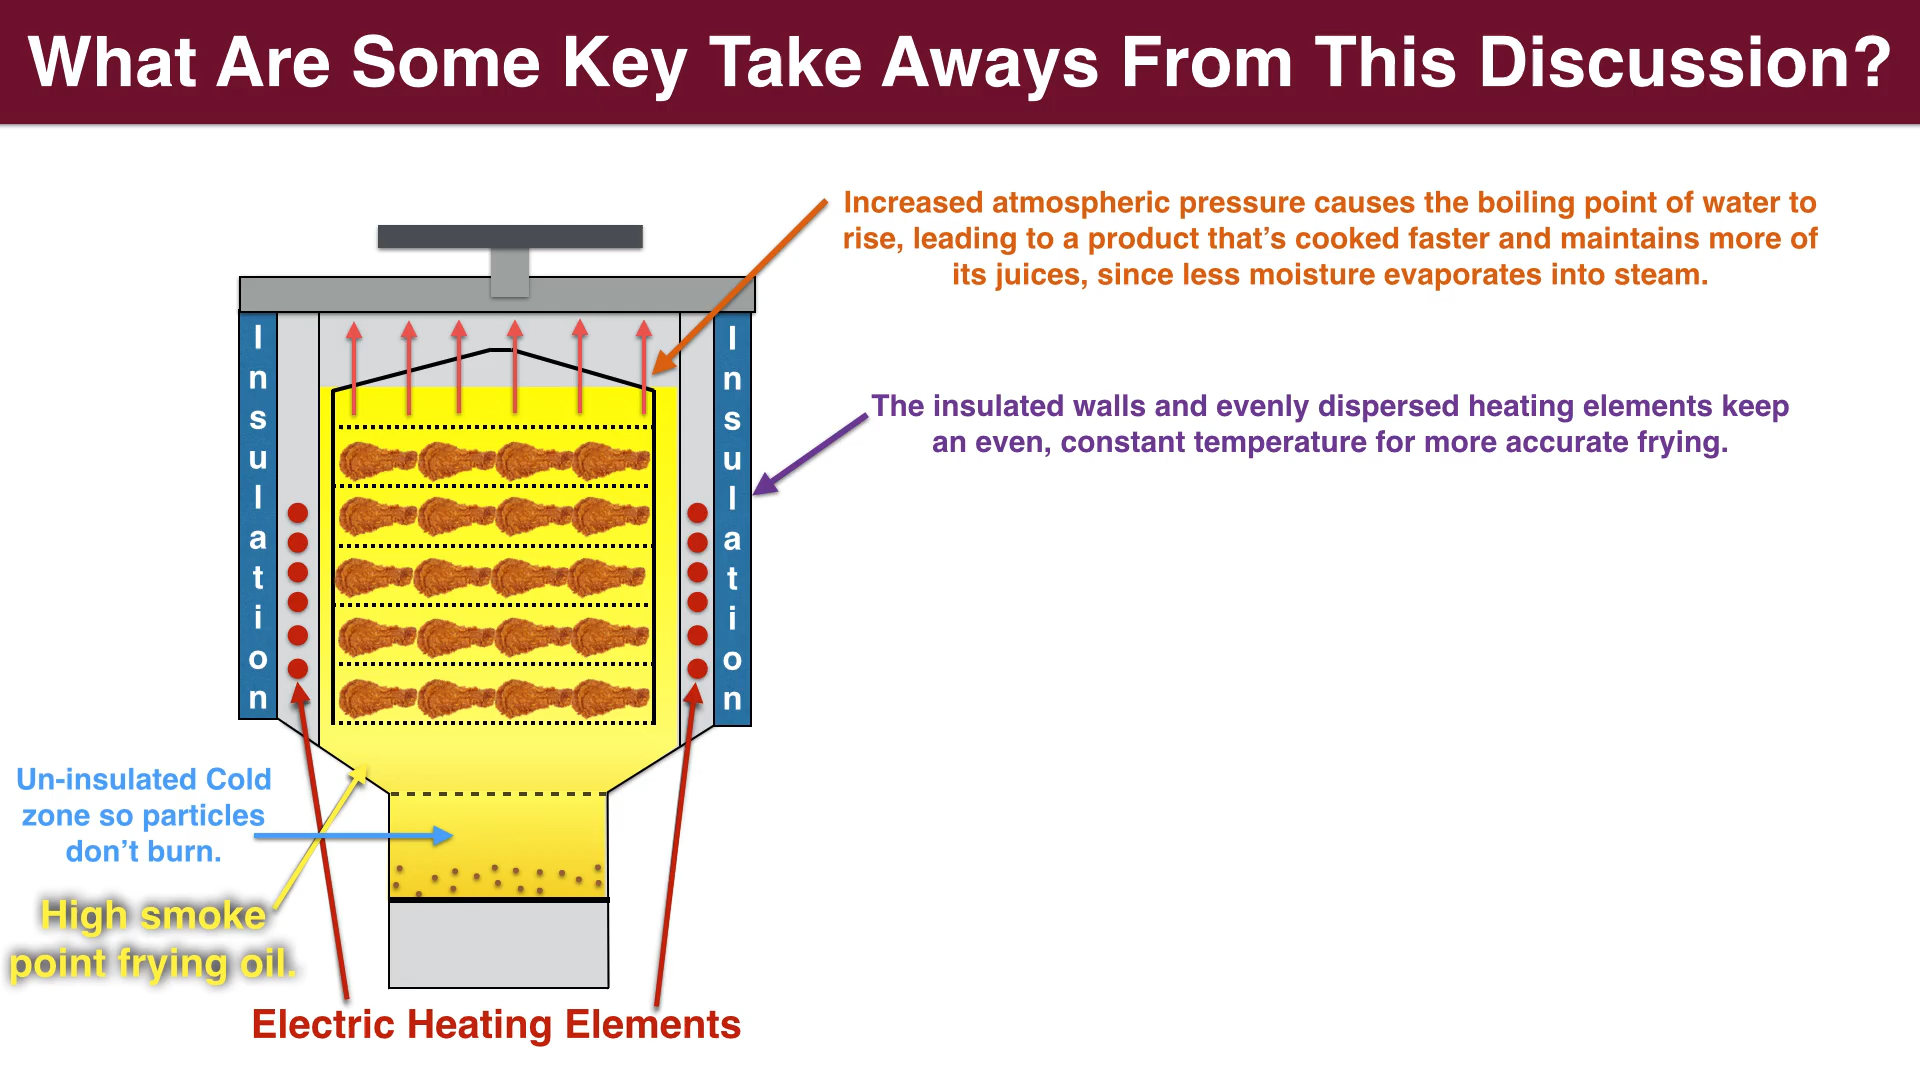 What Are Some Key Take Aways From This Discussion?
Increased atmospheric pressure causes the boiling point of water to
rise, leading to a product that's cooked faster and maintains more of
its juices, since less moisture evaporates into steam.
The insulated walls and evenly dispersed heating elements keep
an even, constant temperature for more accurate frying.
Insulation
Insulation
Un-insulated Cold
zone so particles
don't burn.
High smoke
point frying oil.
Electric Heating Elements